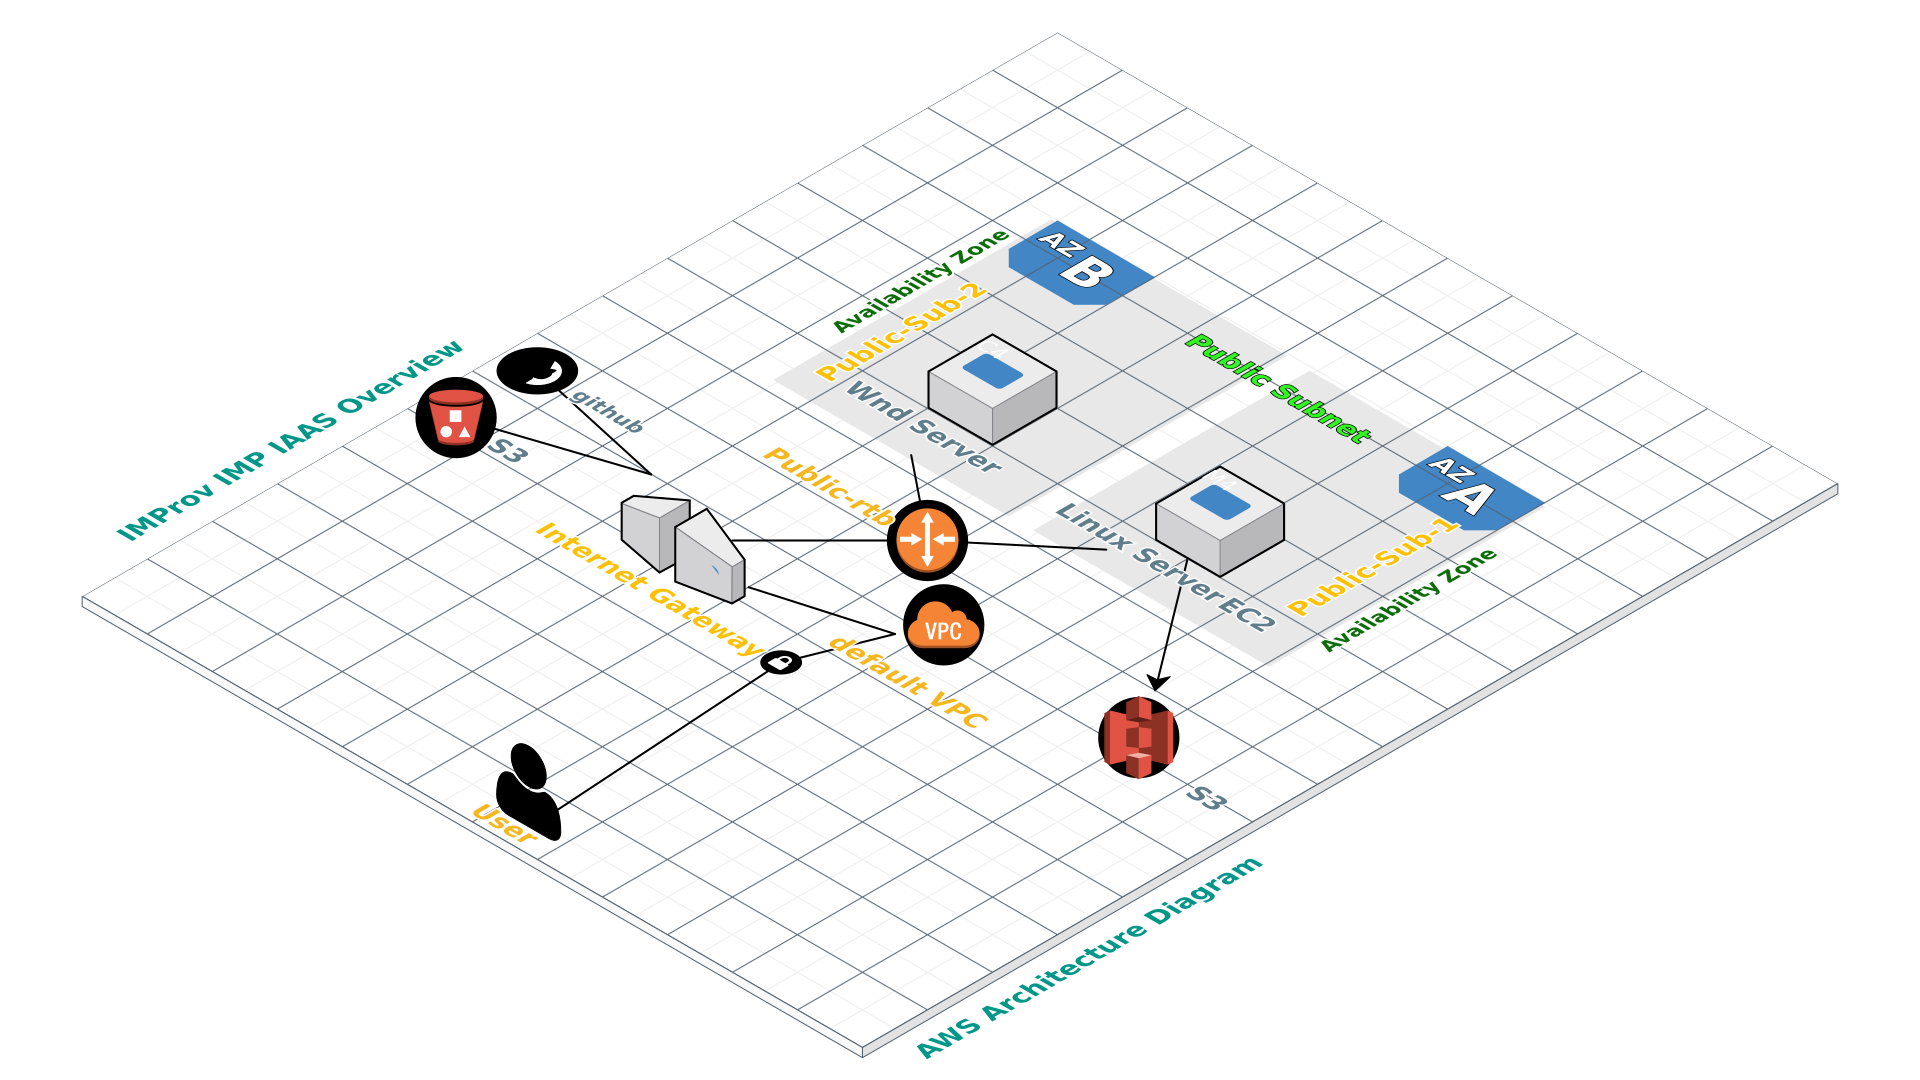 IMProv IMP IAAS Overview
github
S3
Availability Zone
AZ
B
Public-Sub-2
Wnd Server
Public Subnet
Public-rtb
Internet Gateway
Linux Server
EC2
AZ
A
Public-Sub-1
Availability Zone
VPC
default VPC
User
S3
AWS Architecture Diagram